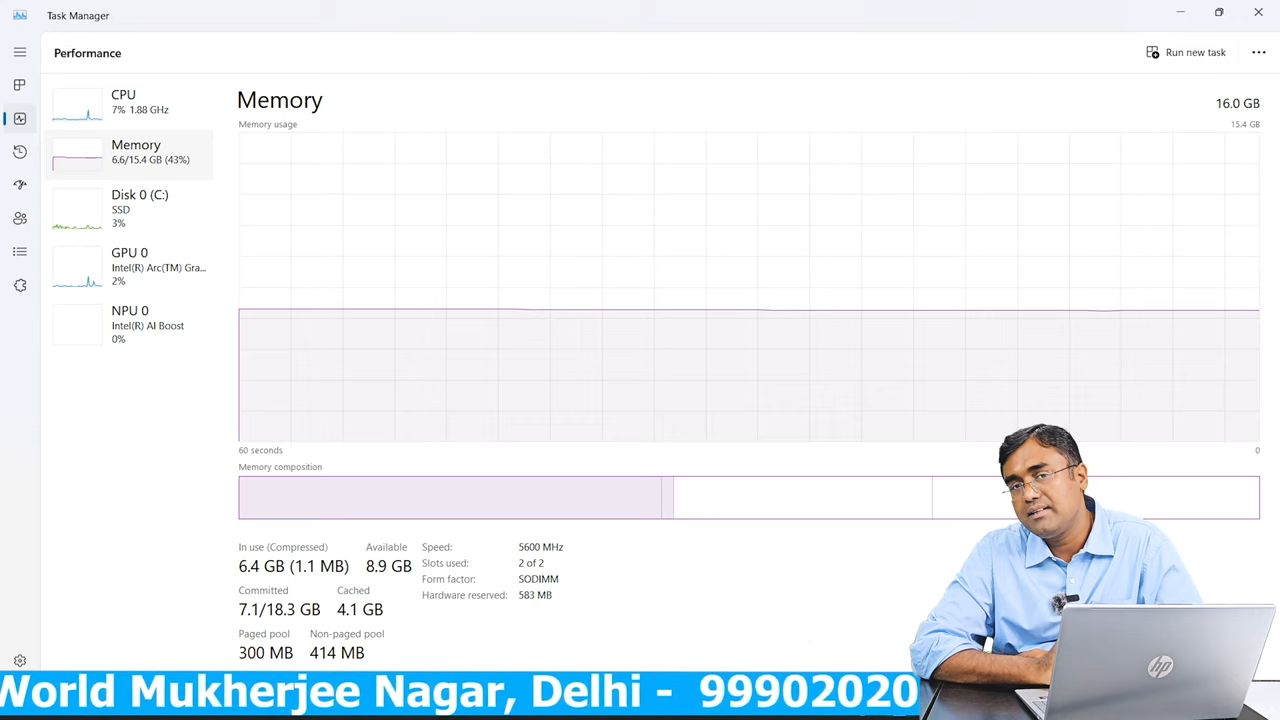 Task Manager
Performance
Run new task
CPU
7% 1.88 GHz
Memory
6.6/15.4 GB (43%)
Disk 0 (C:)
SSD
3%
GPU 0
Intel(R) Arc(TM) Gra...
2%
NPU 0
Intel(R) AI Boost
0%
Memory
16.0 GB
Memory usage
15.4 GB
60 seconds
0
Memory composition
In use (Compressed)
6.4 GB (1.1 MB)
Available
8.9 GB
Committed
7.1/18.3 GB
Cached
4.1 GB
Paged pool
300 MB
Non-paged pool
414 MB
Speed: 5600 MHz
Slots used: 2 of 2
Form factor: SODIMM
Hardware reserved: 583 MB
hp
World Mukherjee Nagar, Delhi - 99902020